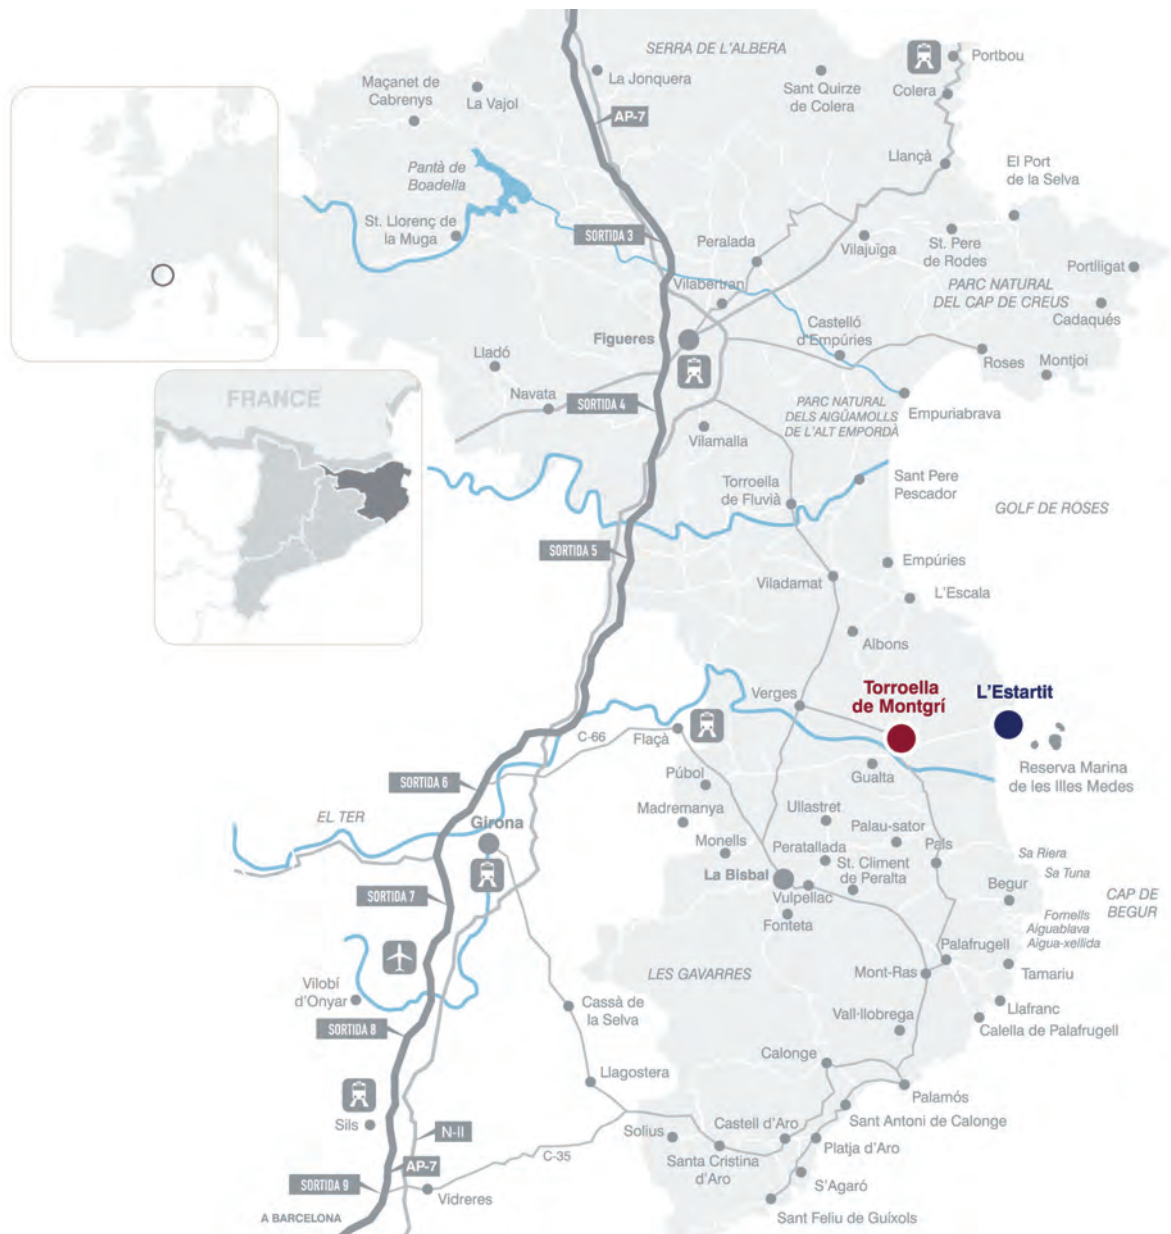 SERRA DE L'ALBERA
Portbou
La Jonquera
Maçanet de
Cabrenys
La Vajol
Sant Quirze
de Colera
Colera
AP-7
Llançà
El Port
de la Selva
Pantà de
Boadella
St. Llorenç de
la Muga
SORTIDA 3
Peralada
Vilajuïga
St. Pere
de Rodes
Portlligat
PARC NATURAL
DEL CAP DE CREUS
Vilabertran
Cadaqués
Figueres
Castelló
d'Empúries
Lladó
Roses
Montjoi
Navata
SORTIDA 4
PARC NATURAL
DELS AIGÜAMOLLS
DE L'ALT EMPORDÀ
Empuriabrava
FRANCE
Vilamalla
Torroella
de Fluvià
Sant Pere
Pescador
GOLF DE ROSES
SORTIDA 5
Empúries
Viladamat
L'Escala
Albons
Verges
Torroella
de Montgrí
L'Estartit
C-66
Flaçà
Gualta
Reserva Marina
de les Illes Medes
Púbol
SORTIDA 6
Madremanya
Ullastret
EL TER
Girona
Palau-sator
Monells
Peratallada
Pals
Sa Riera
Sa Tuna
La Bisbal
St. Climent
de Peralta
Begur
CAP DE
BEGUR
SORTIDA 7
Vulpellac
Fonteta
Fornells
Aiguablava
Aigua-xellida
Palafrugell
LES GAVARRES
Mont-Ras
Tamariu
Vilobí
d'Onyar
Cassà de
la Selva
Llafranc
Vall-llobrega
Calella de Palafrugell
SORTIDA 8
Calonge
Llagostera
Palamós
Sils
N-II
Castell d'Aro
Sant Antoni de Calonge
Solius
Platja d'Aro
C-35
Santa Cristina
d'Aro
AP-7
SORTIDA 9
Vidreres
S'Agaró
A BARCELONA
Sant Feliu de Guíxols